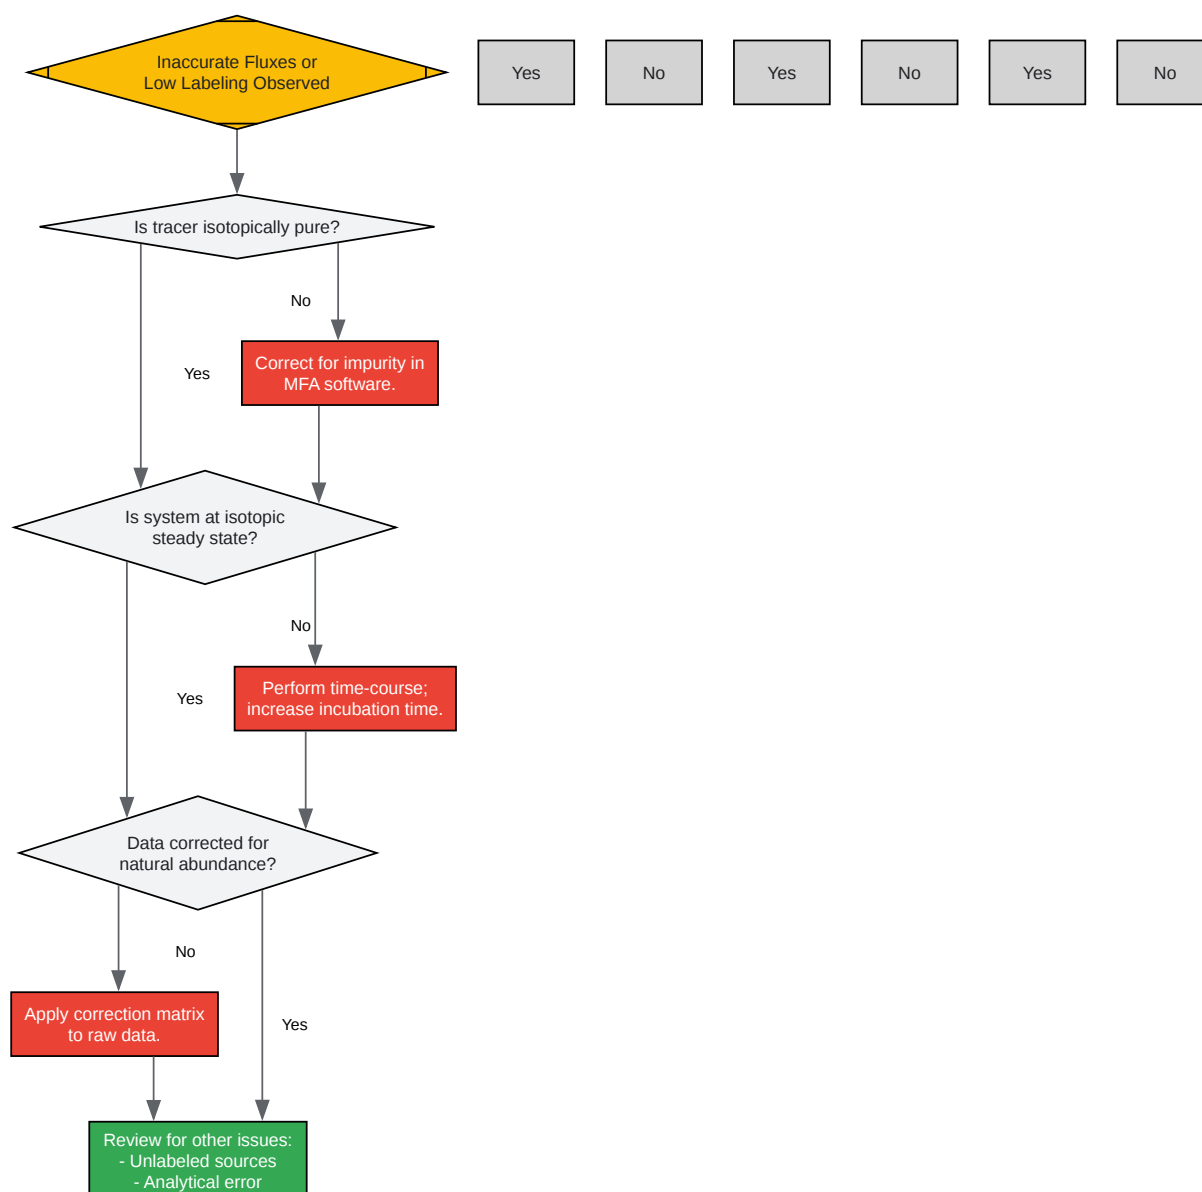 Inaccurate Fluxes or
Low Labeling Observed
Yes
No
Yes
No
Yes
No
Is tracer isotopically pure?
No
Correct for impurity in
MFA software.
Yes
Is system at isotopic
steady state?
No
Perform time-course;
increase incubation time.
Yes
Data corrected for
natural abundance?
No
Apply correction matrix
to raw data.
Yes
Review for other issues:
- Unlabeled sources
- Analytical error